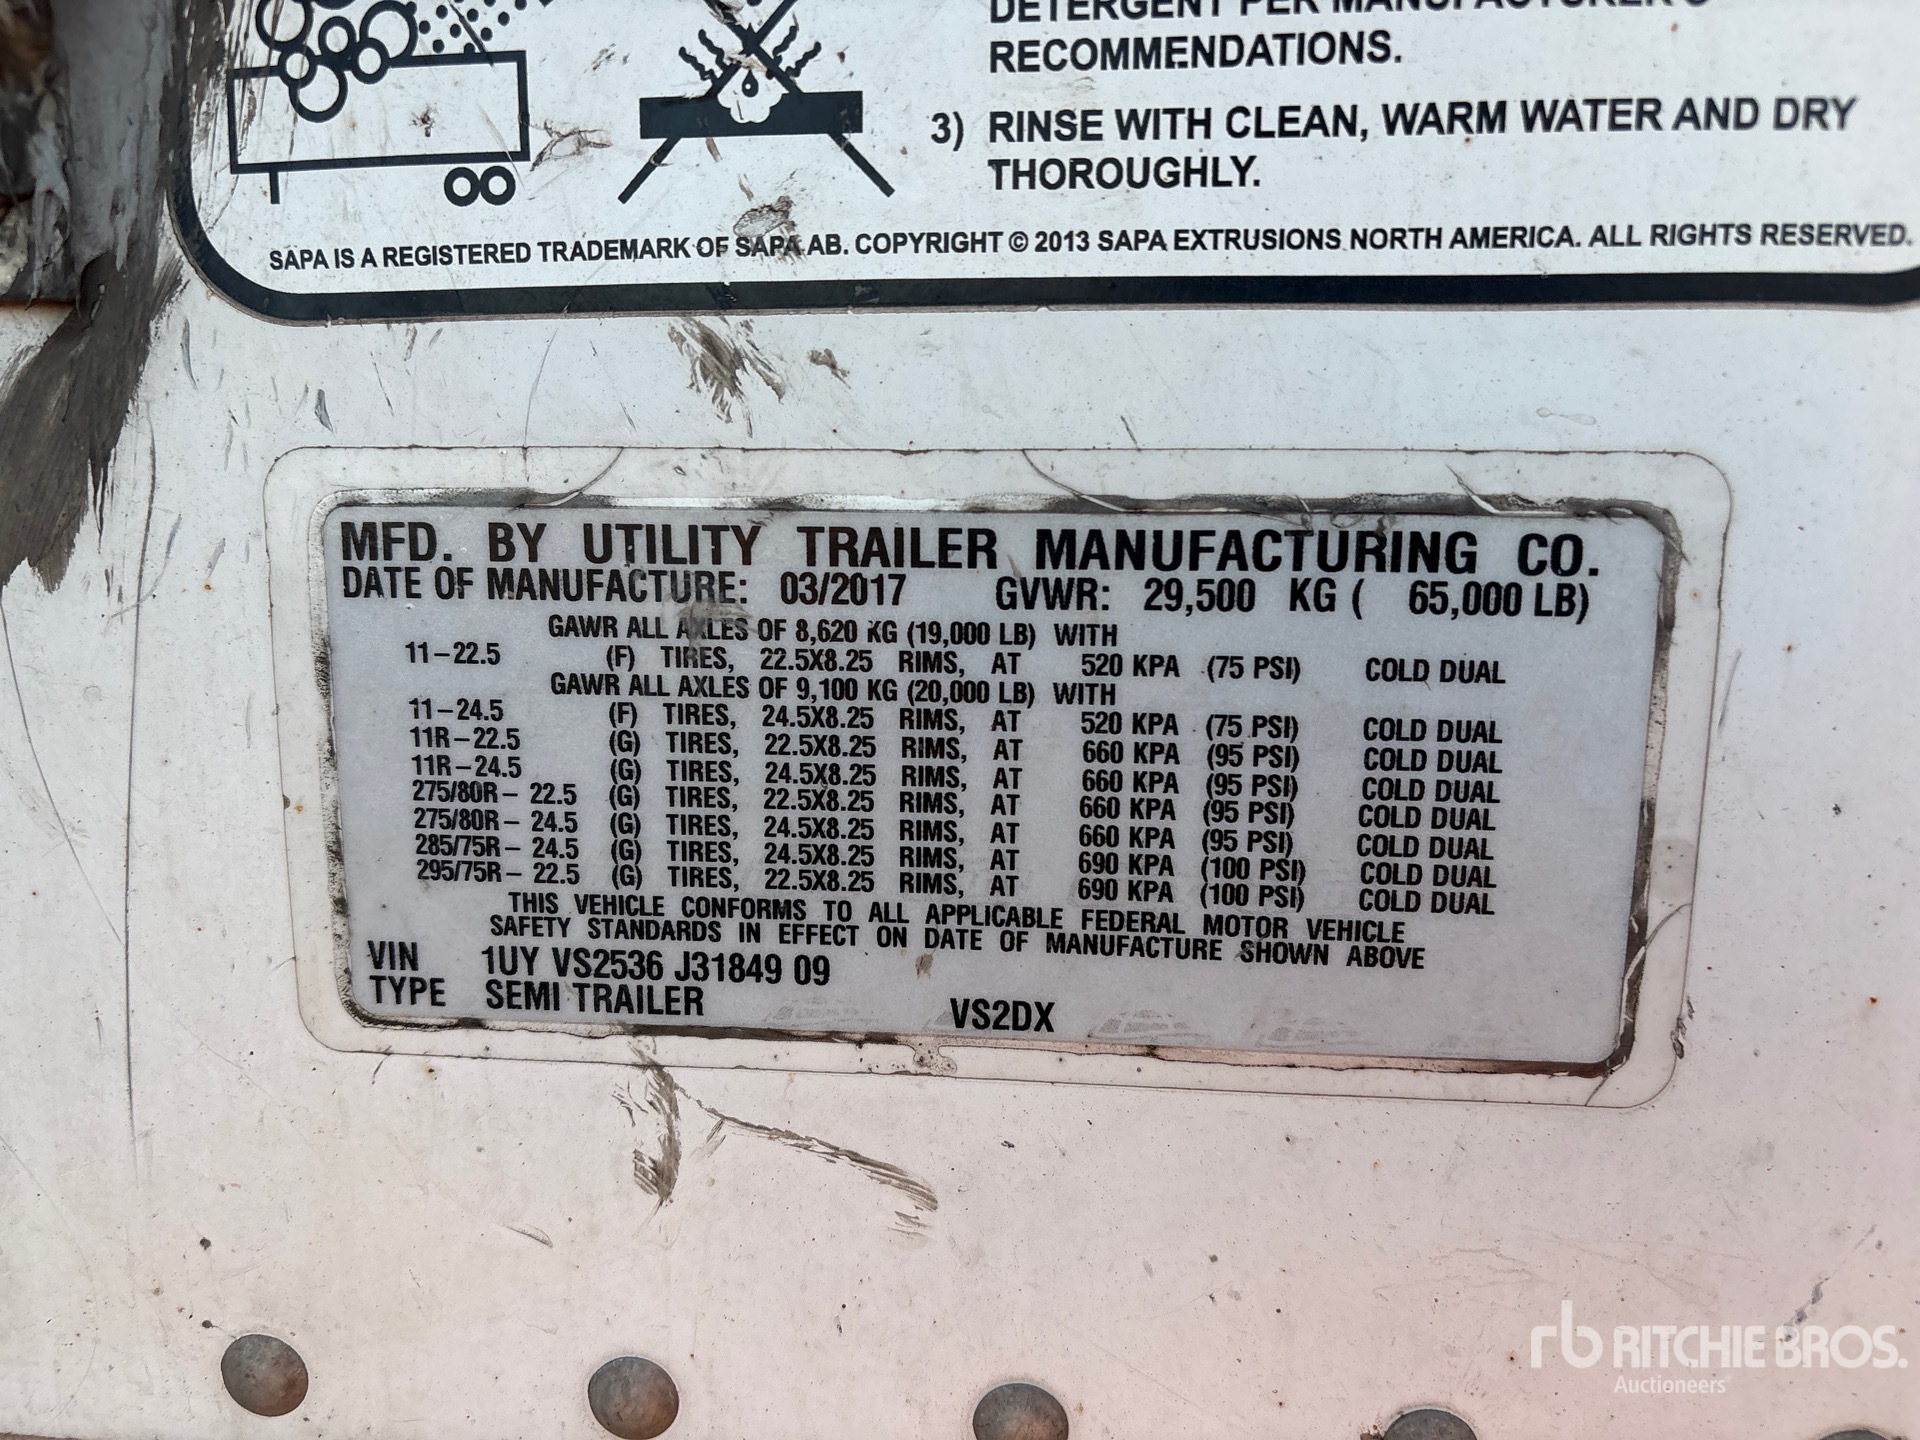 DETERGENT PER MANUFACTURER'S
RECOMMENDATIONS.
3) RINSE WITH CLEAN, WARM WATER AND DRY
THOROUGHLY.
SAPA IS A REGISTERED TRADEMARK OF SAPA AB. COPYRIGHT © 2013 SAPA EXTRUSIONS NORTH AMERICA. ALL RIGHTS RESERVED.
MFD. BY UTILITY TRAILER MANUFACTURING CO.
DATE OF MANUFACTURE: 03/2017 GVWR: 29,500 KG ( 65,000 LB)
GAWR ALL AXLES OF 8,620 KG (19,000 LB) WITH
11-22.5 (F) TIRES, 22.5X8.25 RIMS, AT 520 KPA (75 PSI) COLD DUAL
GAWR ALL AXLES OF 9,100 KG (20,000 LB) WITH
11-24.5 (F) TIRES, 24.5X8.25 RIMS, AT 520 KPA (75 PSI) COLD DUAL
11R-22.5 (G) TIRES, 22.5X8.25 RIMS, AT 660 KPA (95 PSI) COLD DUAL
11R-24.5 (G) TIRES, 24.5X8.25 RIMS, AT 660 KPA (95 PSI) COLD DUAL
275/80R- 22.5 (G) TIRES, 22.5X8.25 RIMS, AT 660 KPA (95 PSI) COLD DUAL
275/80R- 24.5 (G) TIRES, 24.5X8.25 RIMS, AT 660 KPA (95 PSI) COLD DUAL
285/75R- 24.5 (G) TIRES, 24.5X8.25 RIMS, AT 690 KPA (100 PSI) COLD DUAL
295/75R- 22.5 (G) TIRES, 22.5X8.25 RIMS, AT 690 KPA (100 PSI) COLD DUAL
THIS VEHICLE CONFORMS TO ALL APPLICABLE FEDERAL MOTOR VEHICLE
SAFETY STANDARDS IN EFFECT ON DATE OF MANUFACTURE SHOWN ABOVE
VIN 1UY VS2536 J31849 09
TYPE SEMI TRAILER VS2DX
rb RITCHIE BROS.
Auctioneers